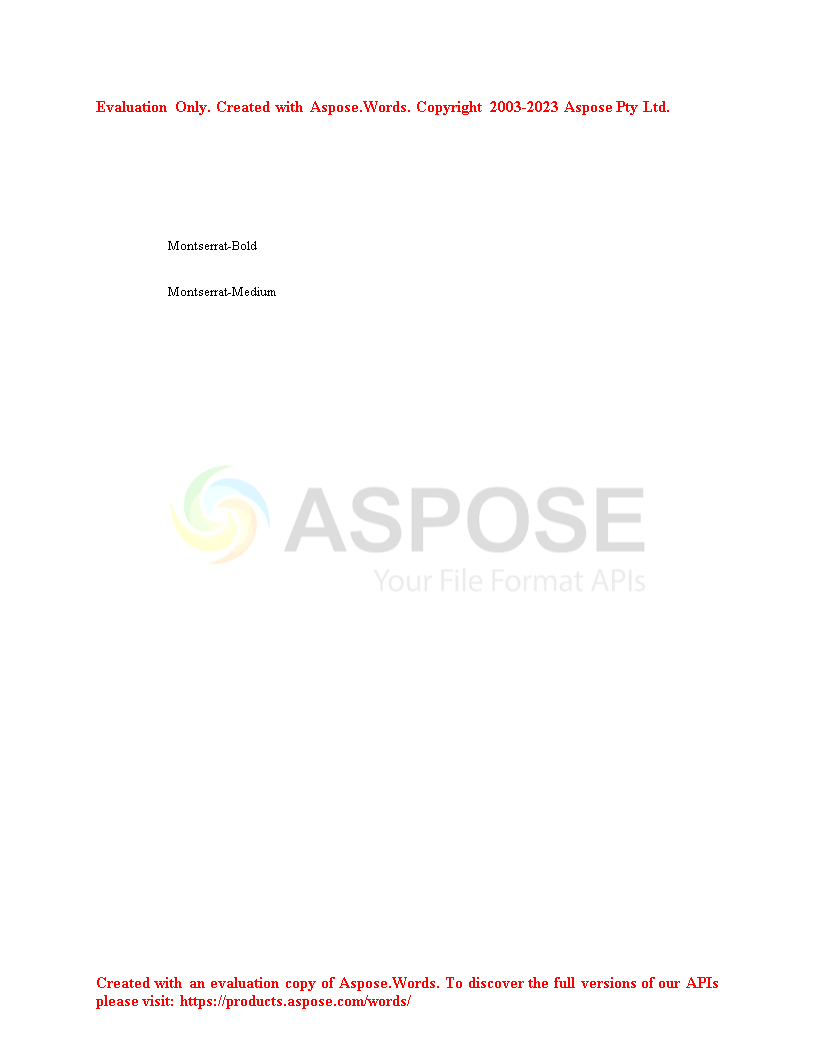 Evaluation Only. Created with Aspose.Words. Copyright 2003-2023 Aspose Pty Ltd.
Montserrat-Bold
Montserrat-Medium
ASPOSE
Your File Format APIs
Created with an evaluation copy of Aspose.Words. To discover the full versions of our APIs
please visit: https://products.aspose.com/words/